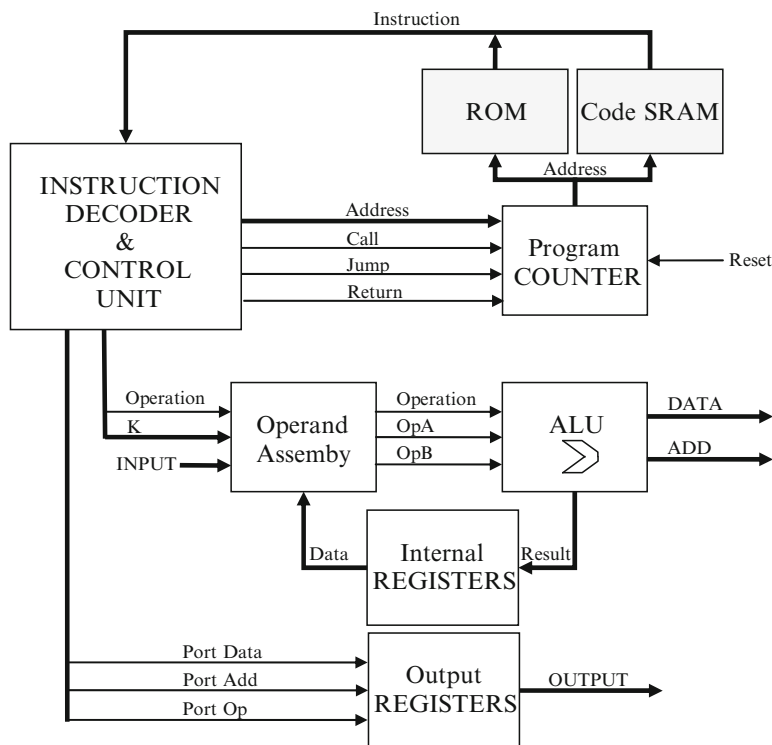 Instruction
ROM
Code SRAM
Address
INSTRUCTION
DECODER
&
CONTROL
UNIT
Address
Call
Jump
Return
Program
COUNTER
Reset
Operation
K
INPUT
Operand
Assemby
Operation
OpA
OpB
ALU
DATA
ADD
Data
Internal
REGISTERS
Result
Port Data
Port Add
Port Op
Output
REGISTERS
OUTPUT